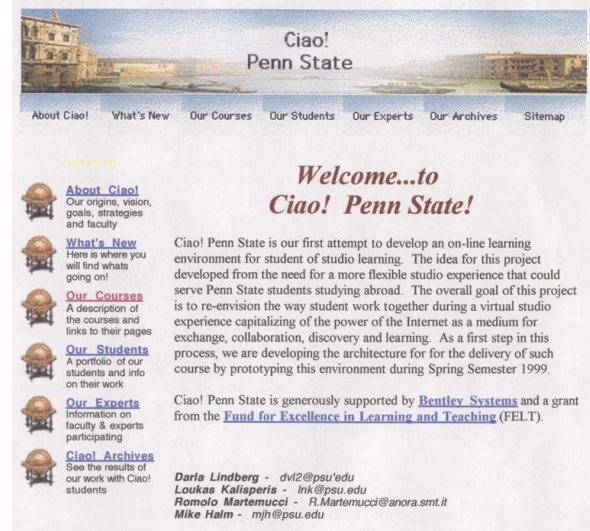 Ciao!
Penn State
About Ciao! What's New Our Courses Our Students Our Experts Our Archives Sitemap
CONTENTS
About Ciao!
Our origins, vision,
goals, strategies
and faculty
What's New
Here is where you
will find whats
going on!
Our Courses
A description of
the courses and
links to their pages
Our Students
A portfolio of our
students and info
on their work
Our Experts
Information on
faculty & experts
participating
Ciao! Archives
See the results of
our work with Ciao!
students
Welcome...to
Ciao! Penn State!
Ciao! Penn State is our first attempt to develop an on-line learning
environment for student of studio learning. The idea for this project
developed from the need for a more flexible studio experience that could
serve Penn State students studying abroad. The overall goal of this project
is to re-envision the way student work together during a virtual studio
experience capitalizing of the power of the Internet as a medium for
exchange, collaboration, discovery and learning. As a first step in this
process, we are developing the architecture for for the delivery of such
course by prototyping this environment during Spring Semester 1999.
Ciao! Penn State is generously supported by Bentley Systems and a grant
from the Fund for Excellence in Learning and Teaching (FELT).
Darla Lindberg - dvl2@psu'edu
Loukas Kalisperis - lnk@psu.edu
Romolo Martemucci - R.Martemucci@anora.smt.it
Mike Halm - mjh@psu.edu